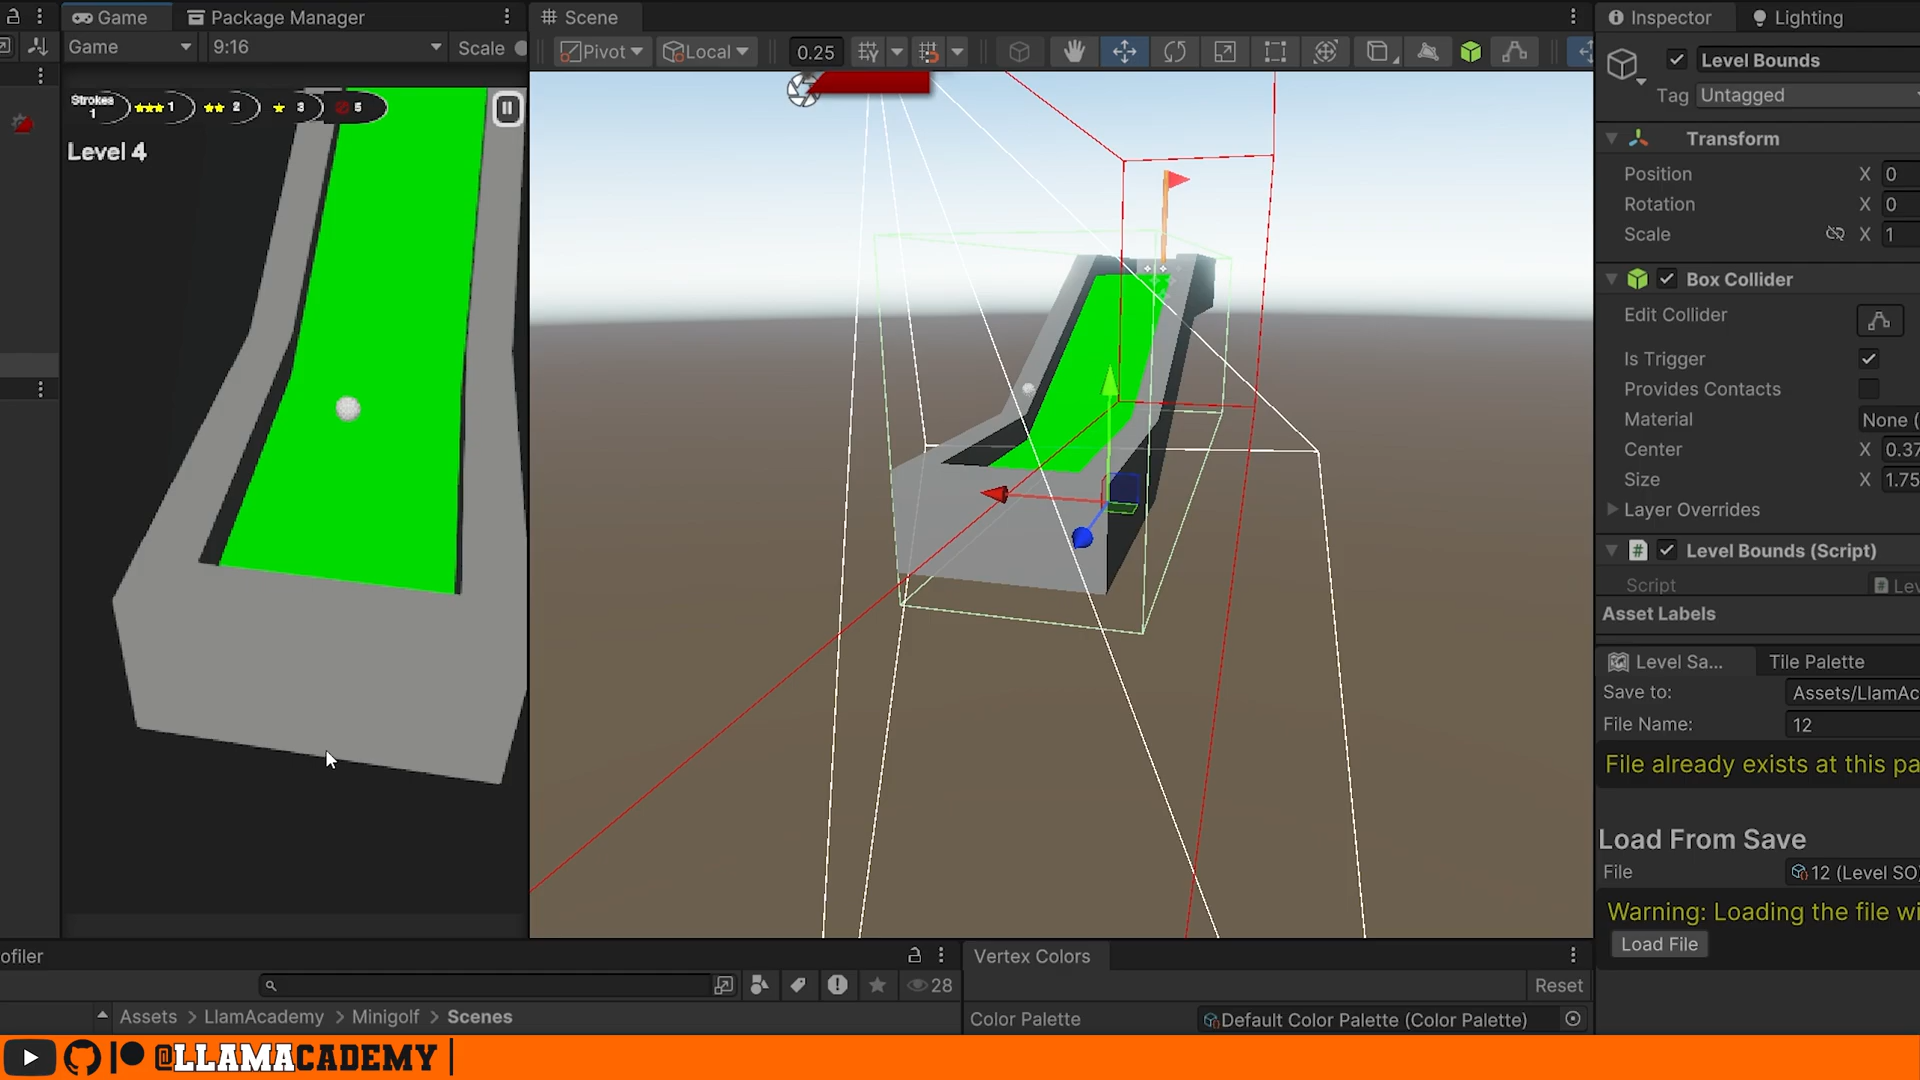 Game
Package Manager
Scene
Inspector
Lighting
Game
9:16
Scale
Pivot
Local
0.25
Level Bounds
Tag
Untagged
Strokes
1
1
2
3
5
Level 4
Transform
Position X 0
Rotation X 0
Scale X 1
Box Collider
Edit Collider
Is Trigger
Provides Contacts
Material None (
Center X 0.37
Size X 1.75
Layer Overrides
# Level Bounds (Script)
Script # Lev
Asset Labels
Level Sa...
Tile Palette
Save to: Assets/LlamAc
File Name: 12
File already exists at this pa
Load From Save
File 12 (Level SO)
Warning: Loading the file wi
Load File
ofiler
Vertex Colors
28
Reset
Assets > LlamAcademy > Minigolf > Scenes
Color Palette
Default Color Palette (Color Palette)
@LLAMACADEMY